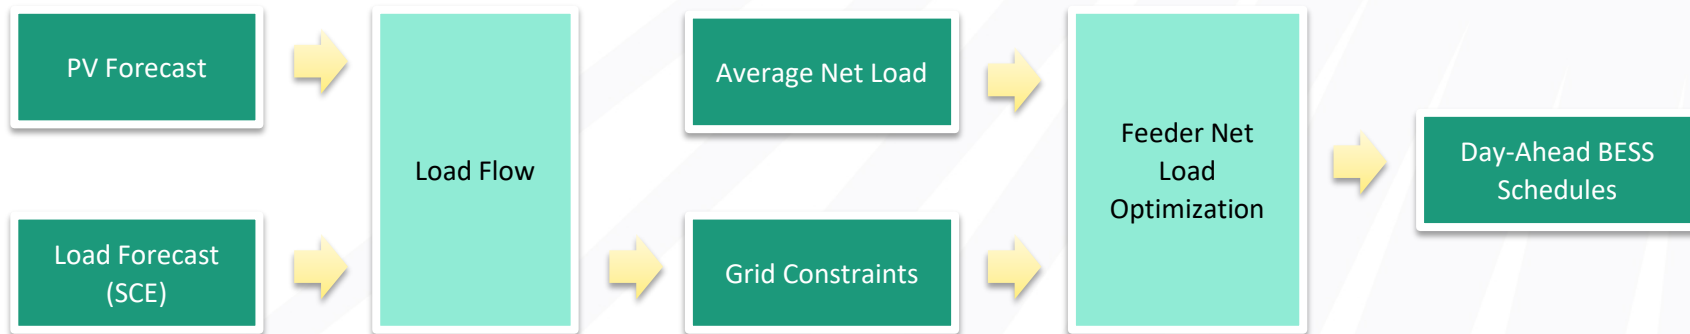 PV Forecast
Load Forecast
(SCE)
Load Flow
Average Net Load
Grid Constraints
Feeder Net
Load
Optimization
Day-Ahead BESS
Schedules